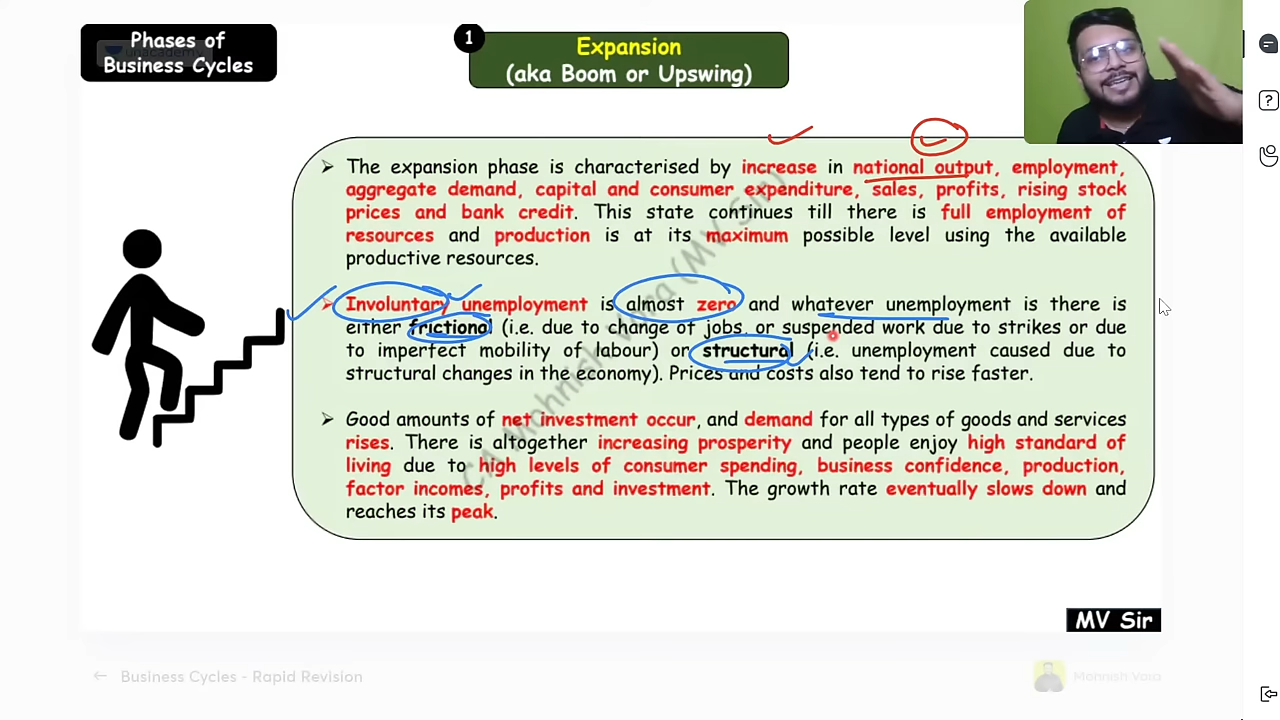 Phases of
Business Cycles
1
Expansion
(aka Boom or Upswing)
➢ The expansion phase is characterised by increase in national output, employment,
aggregate demand, capital and consumer expenditure, sales, profits, rising stock
prices and bank credit. This state continues till there is full employment of
resources and production is at its maximum possible level using the available
productive resources.
➢ Involuntary unemployment is almost zero and whatever unemployment is there is
either frictional (i.e. due to change of jobs, or suspended work due to strikes or due
to imperfect mobility of labour) or structural (i.e. unemployment caused due to
structural changes in the economy). Prices and costs also tend to rise faster.
➢ Good amounts of net investment occur, and demand for all types of goods and services
rises. There is altogether increasing prosperity and people enjoy high standard of
living due to high levels of consumer spending, business confidence, production,
factor incomes, profits and investment. The growth rate eventually slows down and
reaches its peak.
CA Mohnish Vora (MV Sir)
MV Sir
Business Cycles - Rapid Revision
Mohnish Vora